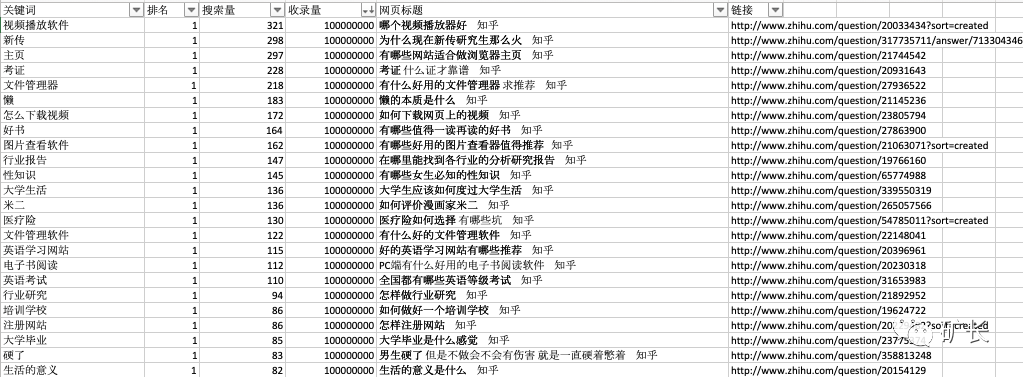 关键词 排名 搜索量 收录量 网页标题 链接
视频播放软件 1 321 100000000 哪个视频播放器好 知乎 http://www.zhihu.com/question/20033434?sort=created
新传 1 298 100000000 为什么现在新传研究生那么火 知乎 http://www.zhihu.com/question/317735711/answer/713304346
主页 1 297 100000000 有哪些网站适合做浏览器主页 知乎 http://www.zhihu.com/question/21744542
考证 1 228 100000000 考证 什么证才靠谱 知乎 http://www.zhihu.com/question/20931643
文件管理器 1 218 100000000 有什么好用的文件管理器 求推荐 知乎 http://www.zhihu.com/question/27936522
懒 1 183 100000000 懒的本质是什么 知乎 http://www.zhihu.com/question/21145236
怎么下载视频 1 172 100000000 如何下载网页上的视频 知乎 http://www.zhihu.com/question/23805794
好书 1 164 100000000 有哪些值得一读再读的好书 知乎 http://www.zhihu.com/question/27863900
图片查看软件 1 162 100000000 有哪些好用的图片查看器值得推荐 知乎 http://www.zhihu.com/question/21063071?sort=created
行业报告 1 147 100000000 在哪里能找到各行业的分析研究报告 知乎 http://www.zhihu.com/question/19766160
性知识 1 145 100000000 有哪些女生必知的性知识 知乎 http://www.zhihu.com/question/65774988
大学生活 1 136 100000000 大学生应该如何度过大学生活 知乎 http://www.zhihu.com/question/339550319
米二 1 136 100000000 如何评价漫画家米二 知乎 http://www.zhihu.com/question/265057566
医疗险 1 130 100000000 医疗险如何选择 有哪些坑 知乎 http://www.zhihu.com/question/54785011?sort=created
文件管理软件 1 122 100000000 有什么好的文件管理软件 知乎 http://www.zhihu.com/question/22148041
英语学习网站 1 115 100000000 好的英语学习网站有哪些推荐 知乎 http://www.zhihu.com/question/20396961
电子书阅读 1 112 100000000 PC端有什么好用的电子书阅读软件 知乎 http://www.zhihu.com/question/20230318
英语考试 1 110 100000000 全国都有哪些英语等级考试 知乎 http://www.zhihu.com/question/31653983
行业研究 1 94 100000000 怎样做行业研究 知乎 http://www.zhihu.com/question/21892952
培训学校 1 86 100000000 如何做好一个培训学校 知乎 http://www.zhihu.com/question/19624722
注册网站 1 86 100000000 怎样注册网站 知乎
大学毕业 1 85 100000000 大学毕业是什么感觉 知乎
硬了 1 83 100000000 男生硬了 但是不做会不会有伤害 就是一直硬着憋着 知乎 http://www.zhihu.com/question/358813248
生活的意义 1 82 100000000 生活的意义是什么 知乎 http://www.zhihu.com/question/20154129
矿长